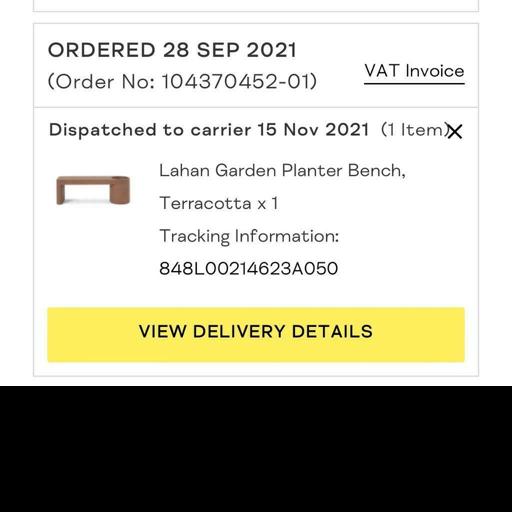 ORDERED 28 SEP 2021
(Order No: 104370452-01)
VAT Invoice
Dispatched to carrier 15 Nov 2021 (1 Item)
Lahan Garden Planter Bench,
Terracotta x 1
Tracking Information:
848L00214623A050
VIEW DELIVERY DETAILS